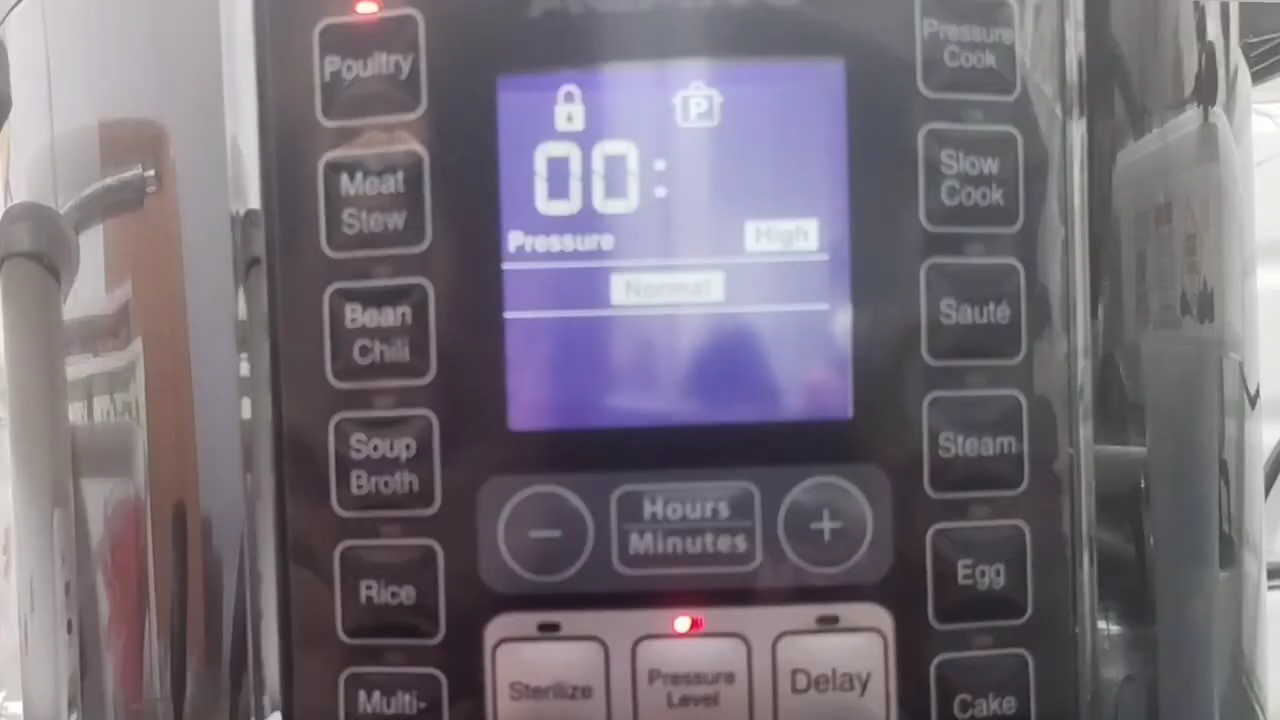 Poultry
Meat
Stew
Bean
Chili
Soup
Broth
Rice
Multi-
P
00:
Pressure High
Normal
−
Hours
Minutes
+
Sterilize
Pressure
Level
Delay
Pressure
Cook
Slow
Cook
Sauté
Steam
Egg
Cake